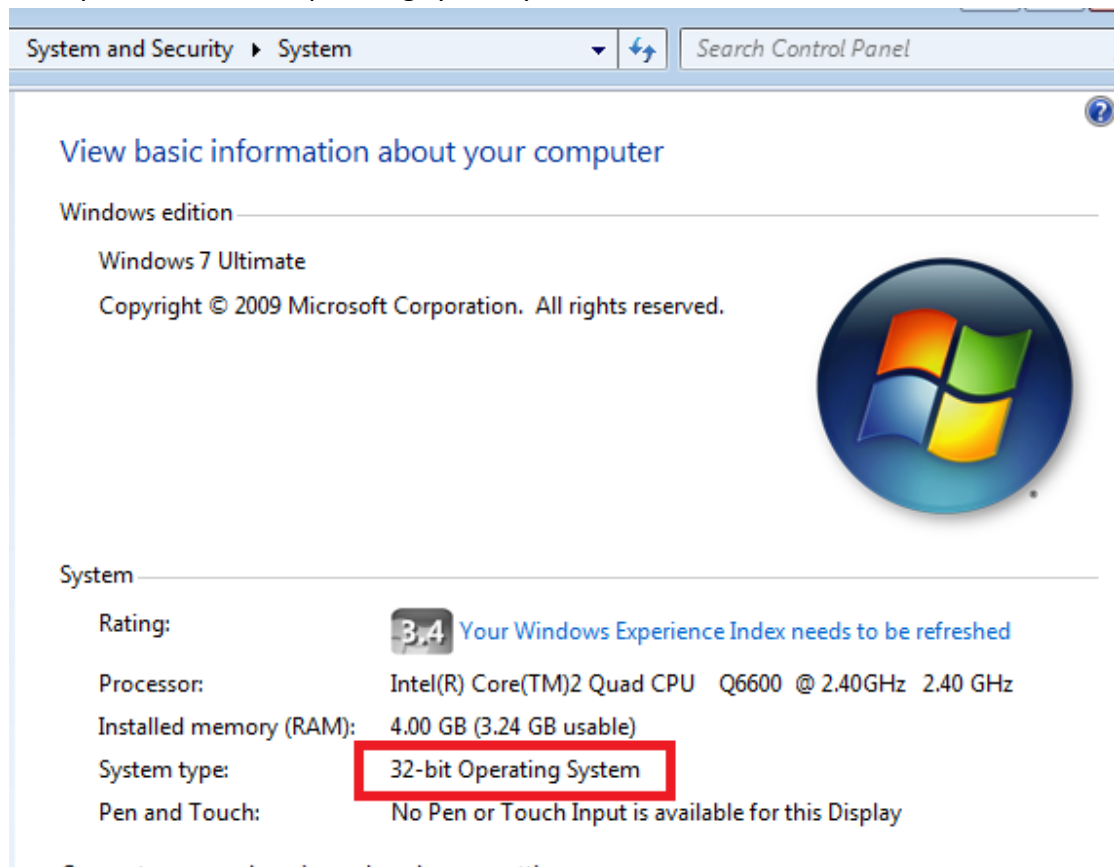 System and Security ▸ System
Search Control Panel
View basic information about your computer
Windows edition
Windows 7 Ultimate
Copyright © 2009 Microsoft Corporation. All rights reserved.
System
Rating: 3.4 Your Windows Experience Index needs to be refreshed
Processor: Intel(R) Core(TM)2 Quad CPU Q6600 @ 2.40GHz 2.40 GHz
Installed memory (RAM): 4.00 GB (3.24 GB usable)
System type: 32-bit Operating System
Pen and Touch: No Pen or Touch Input is available for this Display